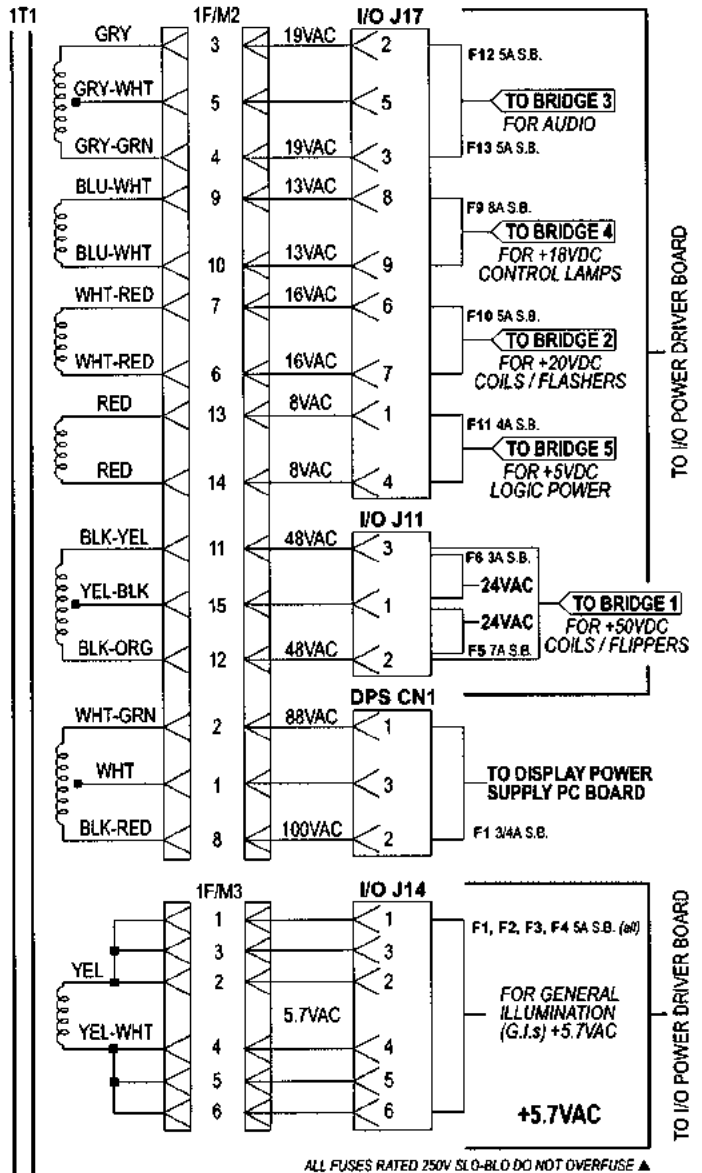 1T1 1F/M2 I/O J17
GRY 3 19VAC 2
F12 5A S.B.
GRY-WHT 5 5
TO BRIDGE 3
FOR AUDIO
GRY-GRN 4 19VAC 3
F13 5A S.B.
BLU-WHT 9 13VAC 8
F9 8A S.B.
TO BRIDGE 4
FOR +18VDC
CONTROL LAMPS
BLU-WHT 10 13VAC 9
WHT-RED 7 16VAC 6
F10 5A S.B.
TO BRIDGE 2
FOR +20VDC
COILS / FLASHERS
WHT-RED 6 16VAC 7
RED 13 8VAC 1
F11 4A S.B.
TO BRIDGE 5
FOR +5VDC
LOGIC POWER
RED 14 8VAC 4
TO I/O POWER DRIVER BOARD
I/O J11
BLK-YEL 11 48VAC 3
F6 3A S.B.
24VAC
YEL-BLK 15 1
TO BRIDGE 1
FOR +50VDC
COILS / FLIPPERS
24VAC
BLK-ORG 12 48VAC 2
F5 7A S.B.
DPS CN1
WHT-GRN 2 88VAC 1
WHT 1 3
TO DISPLAY POWER
SUPPLY PC BOARD
BLK-RED 8 100VAC 2
F1 3/4A S.B.
1F/M3 I/O J14
1 1
F1, F2, F3, F4 5A S.B. (all)
3 3
YEL 2 2
5.7VAC
FOR GENERAL
ILLUMINATION
(G.I.s) +5.7VAC
YEL-WHT 4 4
5 5
6 6
+5.7VAC
TO I/O POWER DRIVER BOARD
ALL FUSES RATED 250V SLO-BLO DO NOT OVERFUSE ▲